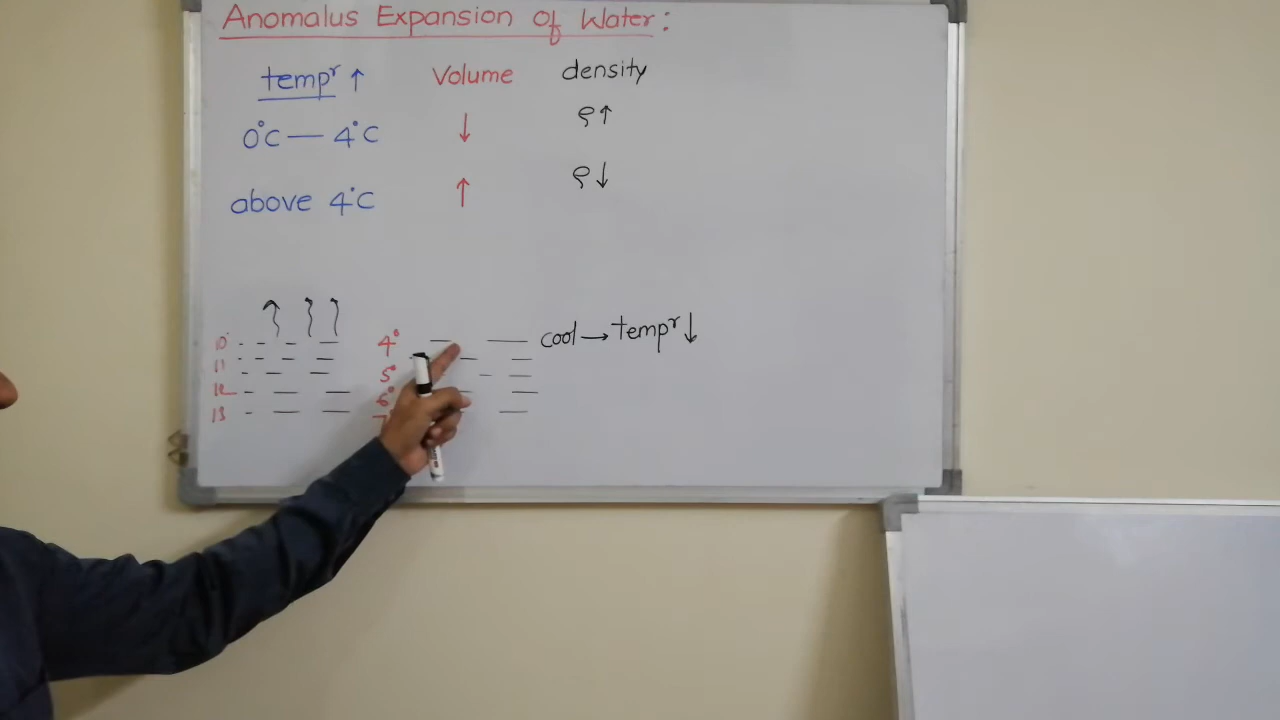 Anomalus Expansion of Water:
tempr ↑ Volume density
0°C — 4°C ↓ ρ↑
above 4°C ↑ ρ↓
10° 4° cool → tempr ↓
11
5°
12 6°
13 7